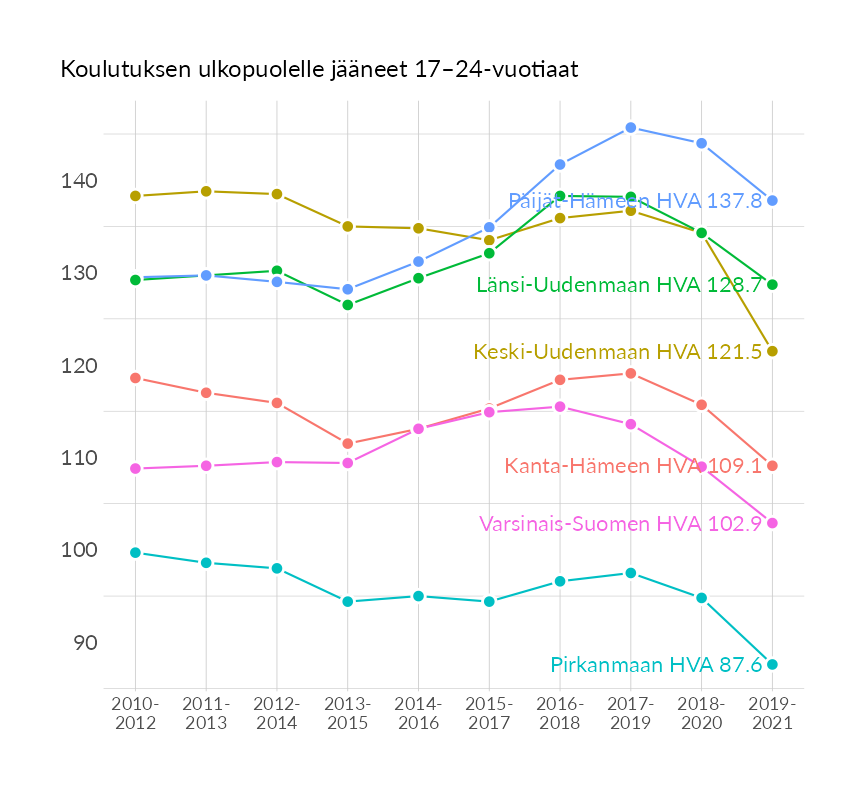 Koulutuksen ulkopuolelle jääneet 17–24-vuotiaat
140
130
120
110
100
90
Päijät-Hämeen HVA 137.8
Länsi-Uudenmaan HVA 128.7
Keski-Uudenmaan HVA 121.5
Kanta-Hämeen HVA 109.1
Varsinais-Suomen HVA 102.9
Pirkanmaan HVA 87.6
2010- 2011- 2012- 2013- 2014- 2015- 2016- 2017- 2018- 2019-
2012 2013 2014 2015 2016 2017 2018 2019 2020 2021